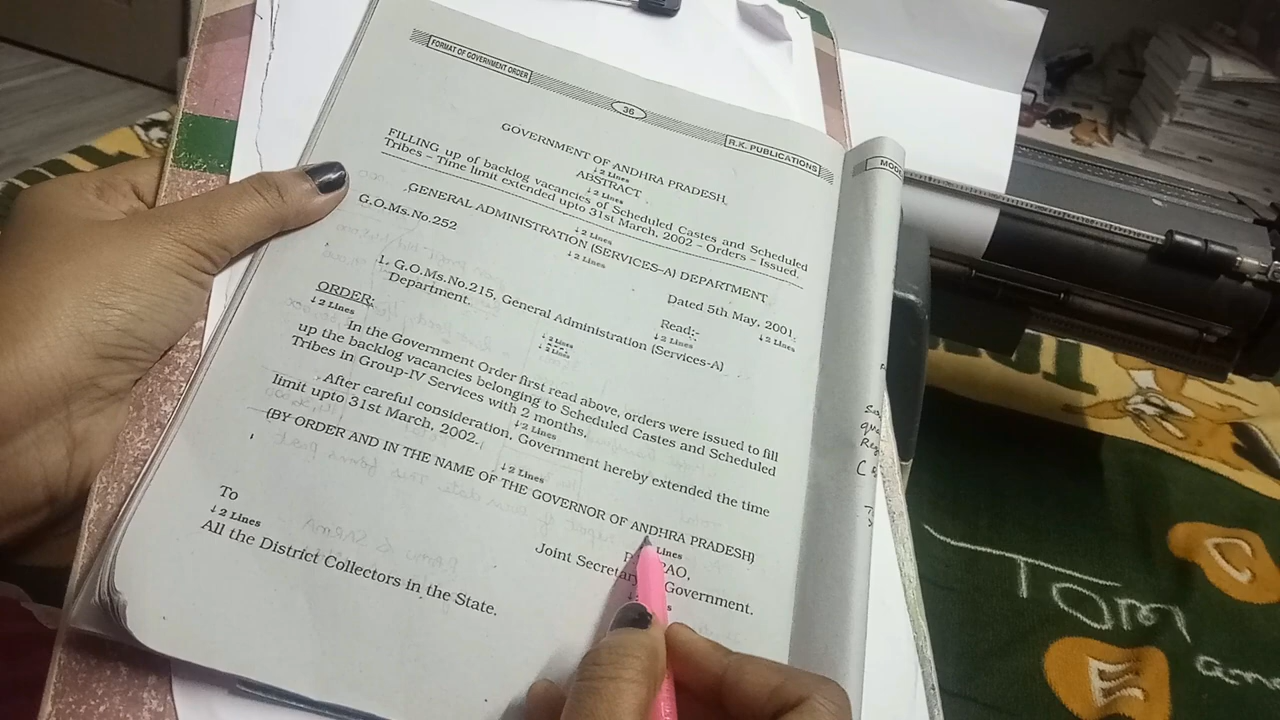 FORMAT OF GOVERNMENT ORDER
36
R.K. PUBLICATIONS
GOVERNMENT OF ANDHRA PRADESH
↓2 Lines
ABSTRACT
↓2 Lines
FILLING up of backlog vacancies of Scheduled Castes and Scheduled
Tribes – Time limit extended upto 31st March, 2002 – Orders – Issued.
↓2 Lines
GENERAL ADMINISTRATION (SERVICES-A) DEPARTMENT
↓2 Lines
G.O.Ms.No.252
Dated 5th May, 2001.
↓2 Lines
Read:-
↓2 Lines
1. G.O.Ms.No.215, General Administration (Services-A)
Department.
↓2 Lines
↓2 Lines
ORDER:
↓2 Lines
In the Government Order first read above, orders were issued to fill
up the backlog vacancies belonging to Scheduled Castes and Scheduled
Tribes in Group-IV Services with 2 months.
↓2 Lines
After careful consideration, Government hereby extended the time
limit upto 31st March, 2002.
↓2 Lines
(BY ORDER AND IN THE NAME OF THE GOVERNOR OF ANDHRA PRADESH)
Lines
RAO,
Joint Secretary Government.
To
↓2 Lines
All the District Collectors in the State.
TOM
and
C
E